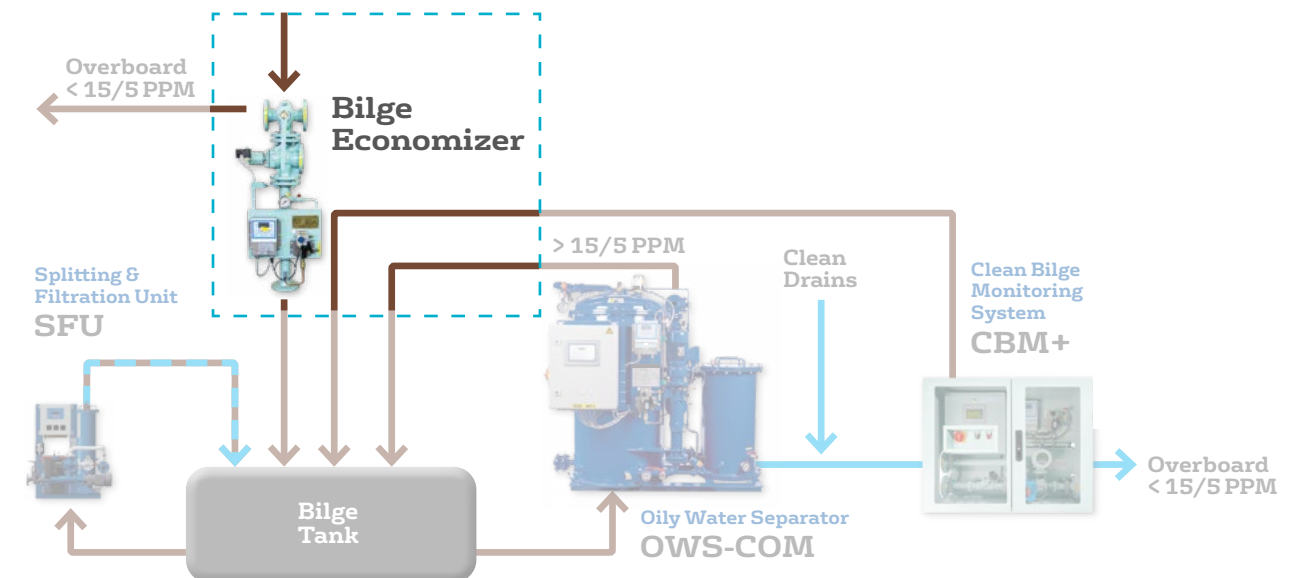 Overboard
< 15/5 PPM
Bilge
Economizer
> 15/5 PPM
Clean
Drains
Splitting &
Filtration Unit
SFU
Clean Bilge
Monitoring
System
CBM+
Bilge
Tank
Oily Water Separator
OWS-COM
Overboard
< 15/5 PPM